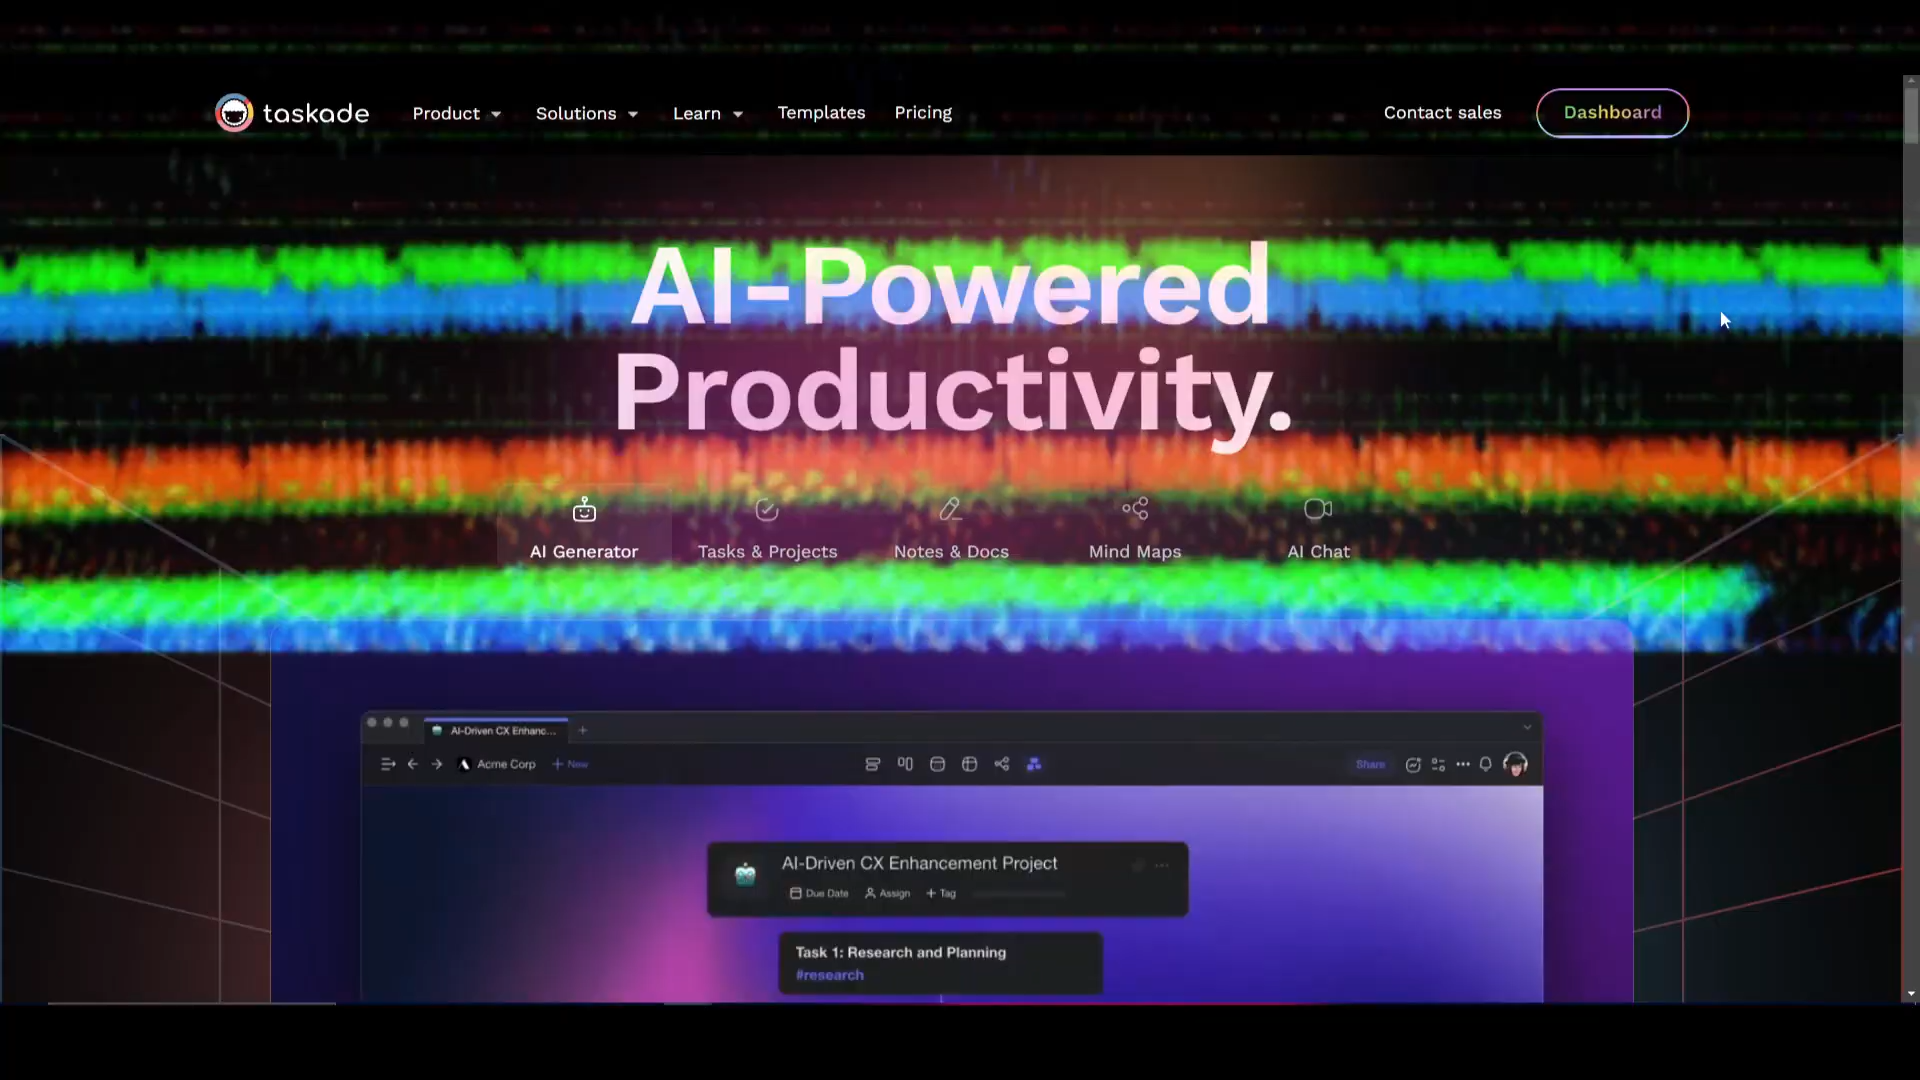 taskade Product Solutions Learn Templates Pricing Contact sales Dashboard
AI-Powered
Productivity.
AI Generator Tasks & Projects Notes & Docs Mind Maps AI Chat
AI-Driven CX Enhanc...
Acme Corp + New Share
AI-Driven CX Enhancement Project
Due Date Assign + Tag
Task 1: Research and Planning
#research